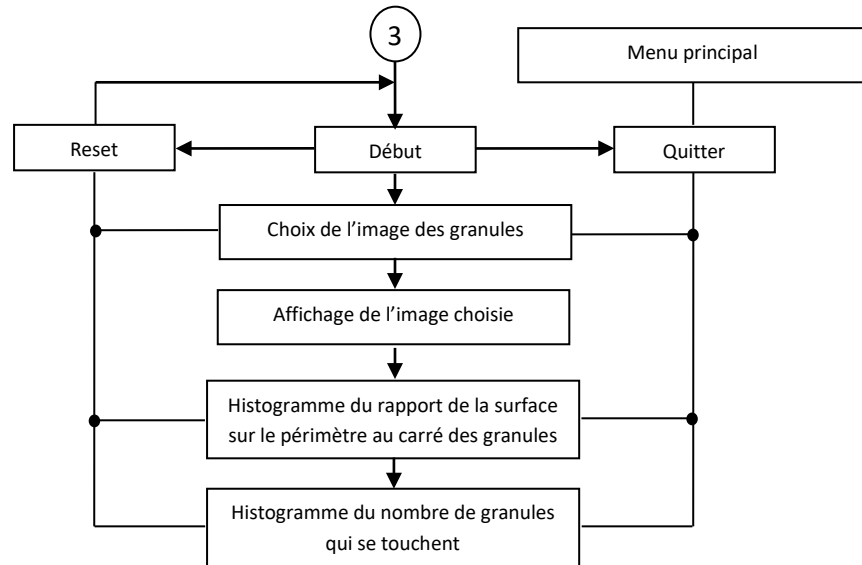 3
Menu principal
Reset
Début
Quitter
Choix de l’image des granules
Affichage de l’image choisie
Histogramme du rapport de la surface
sur le périmètre au carré des granules
Histogramme du nombre de granules
qui se touchent